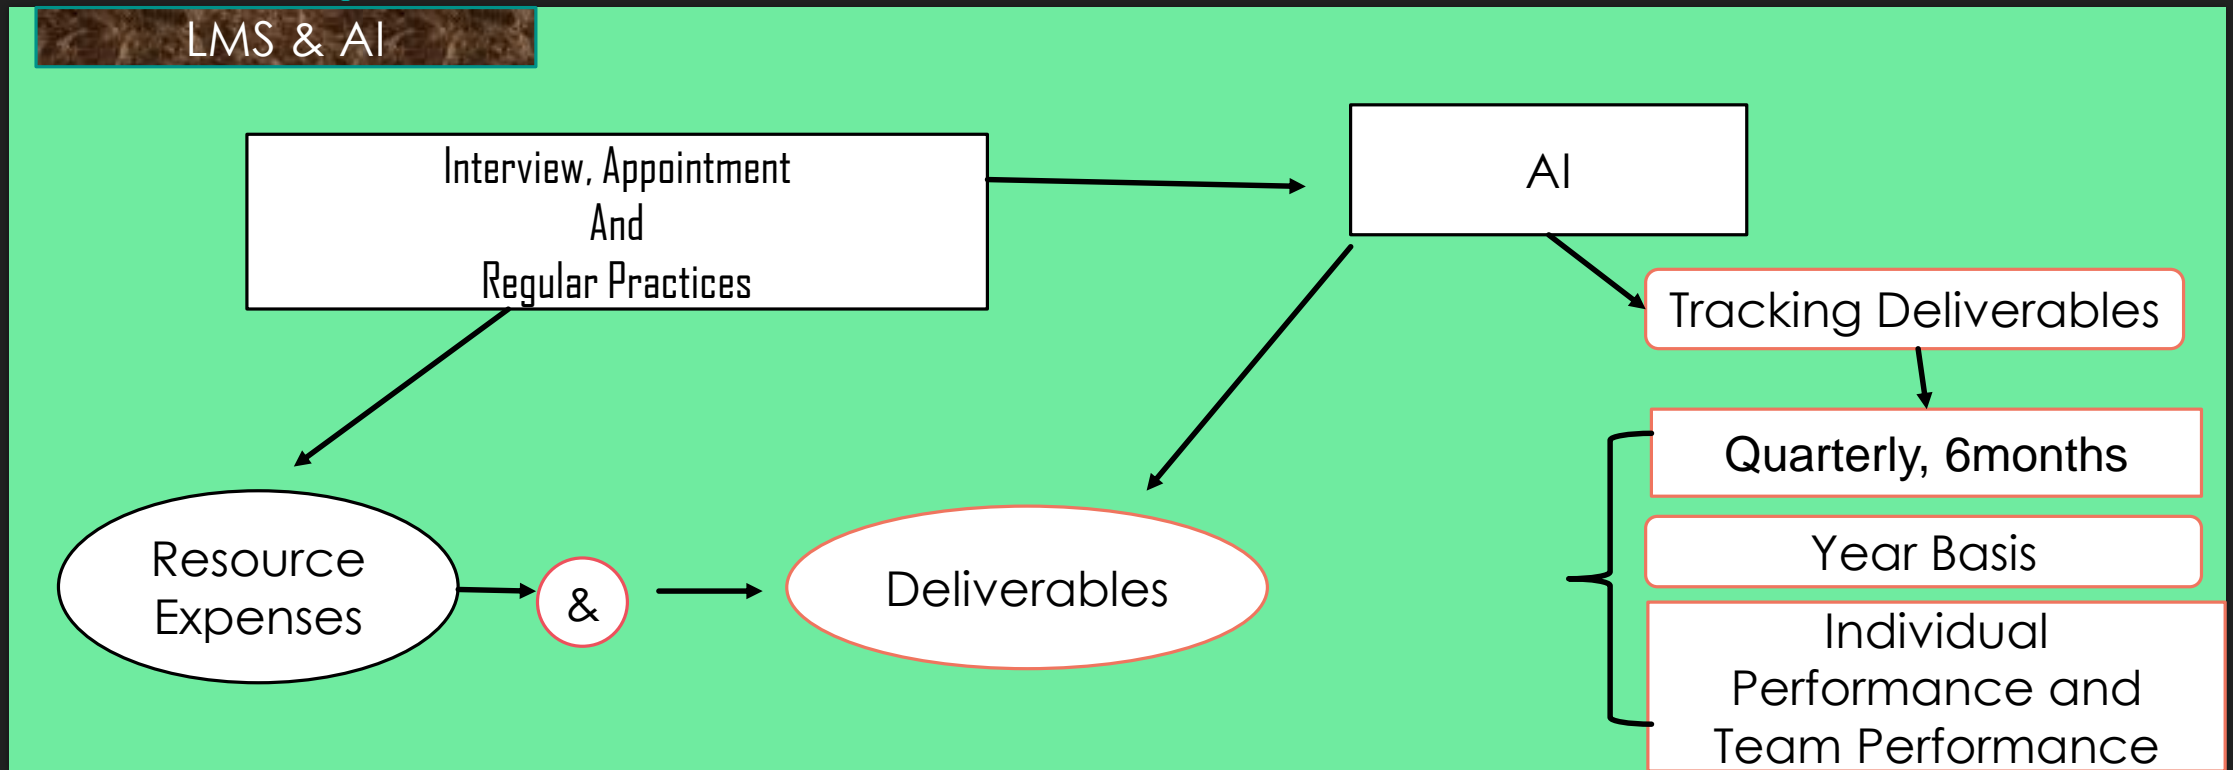 LMS & AI
Interview, Appointment
And
Regular Practices
AI
Tracking Deliverables
Quarterly, 6months
Year Basis
Individual
Performance and
Team Performance
Resource
Expenses
&
Deliverables